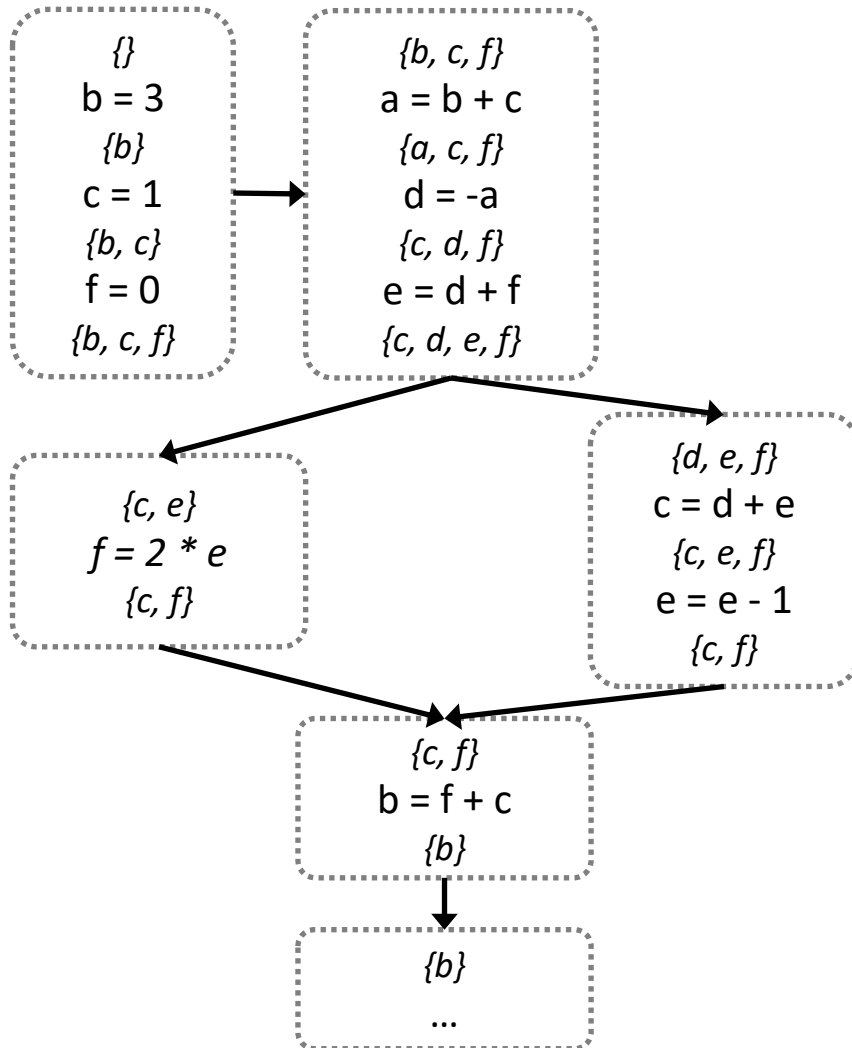 {}
b = 3
{b}
c = 1
{b, c}
f = 0
{b, c, f}
{b, c, f}
a = b + c
{a, c, f}
d = -a
{c, d, f}
e = d + f
{c, d, e, f}
{c, e}
f = 2 * e
{c, f}
{d, e, f}
c = d + e
{c, e, f}
e = e - 1
{c, f}
{c, f}
b = f + c
{b}
{b}
...